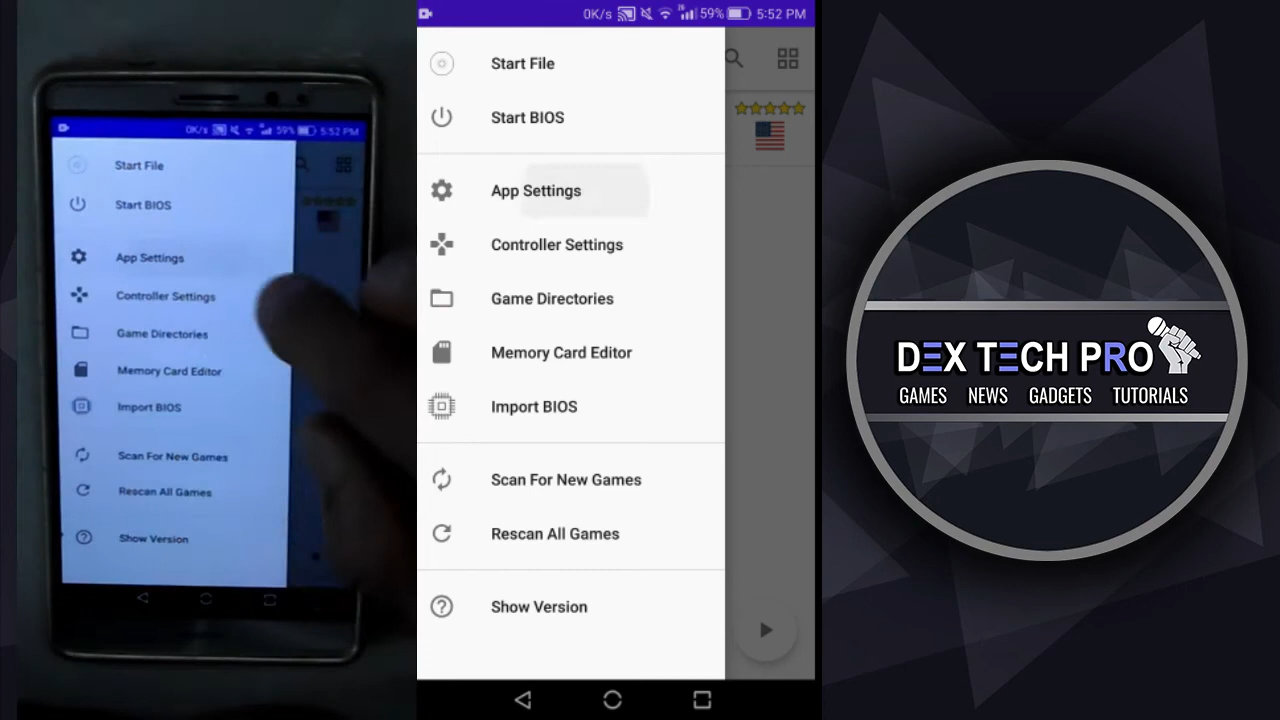 0K/s 59% 5:52 PM
Start File
Start BIOS
App Settings
Controller Settings
Game Directories
Memory Card Editor
Import BIOS
Scan For New Games
Rescan All Games
Show Version
0K/s 2G 59% 5:52 PM
Start File
Start BIOS
App Settings
Controller Settings
Game Directories
Memory Card Editor
Import BIOS
Scan For New Games
Rescan All Games
Show Version
DEX TECH PRO
GAMES NEWS GADGETS TUTORIALS